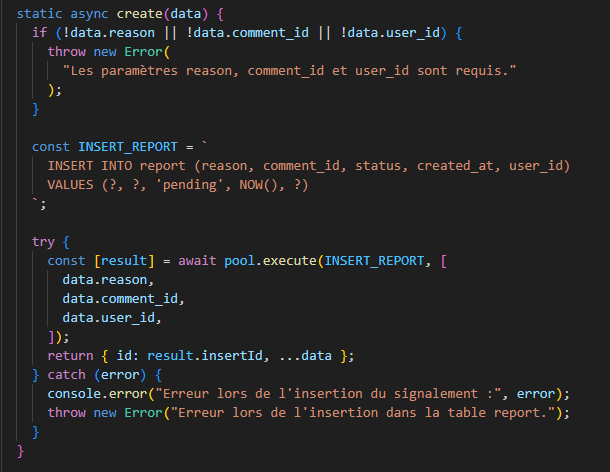 static async create(data) {
  if (!data.reason || !data.comment_id || !data.user_id) {
    throw new Error(
      "Les paramètres reason, comment_id et user_id sont requis."
    );
  }

  const INSERT_REPORT = `
    INSERT INTO report (reason, comment_id, status, created_at, user_id)
    VALUES (?, ?, 'pending', NOW(), ?)
  `;

  try {
    const [result] = await pool.execute(INSERT_REPORT, [
      data.reason,
      data.comment_id,
      data.user_id,
    ]);
    return { id: result.insertId, ...data };
  } catch (error) {
    console.error("Erreur lors de l'insertion du signalement :", error);
    throw new Error("Erreur lors de l'insertion dans la table report.");
  }
}